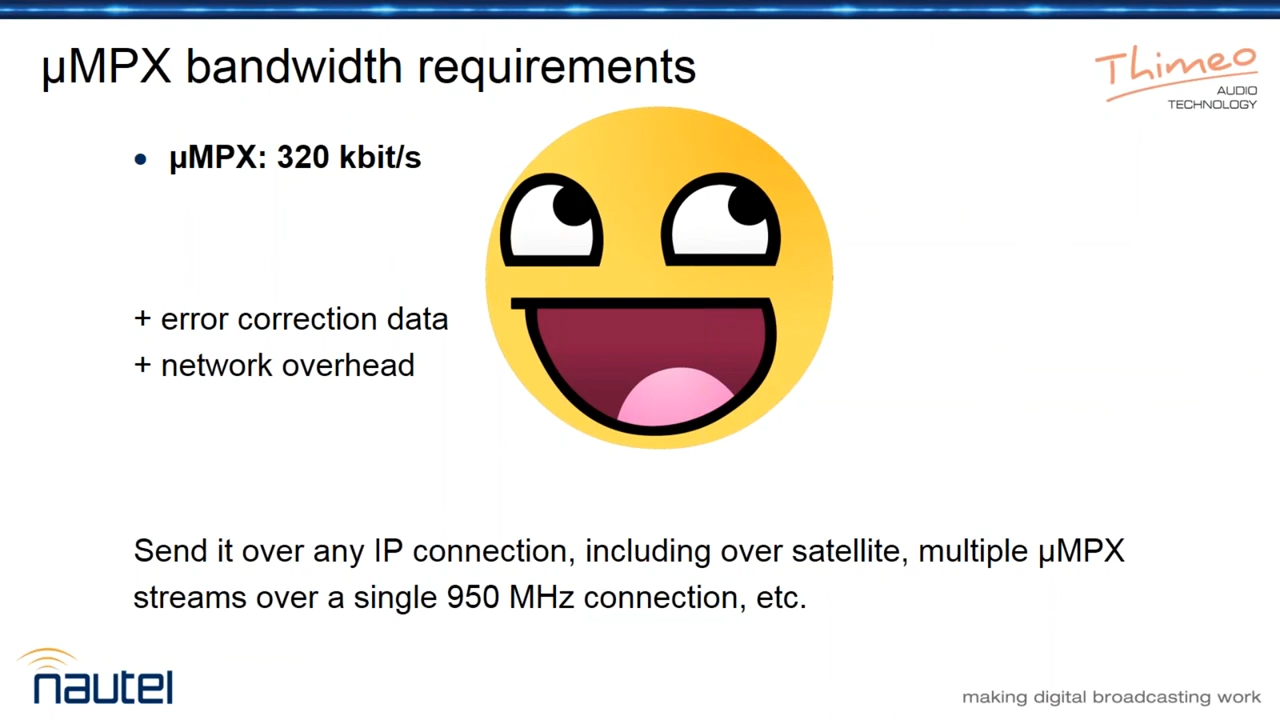 µMPX bandwidth requirements
Thimeo
AUDIO
TECHNOLOGY
• µMPX: 320 kbit/s
+ error correction data
+ network overhead
Send it over any IP connection, including over satellite, multiple µMPX
streams over a single 950 MHz connection, etc.
nautel
making digital broadcasting work